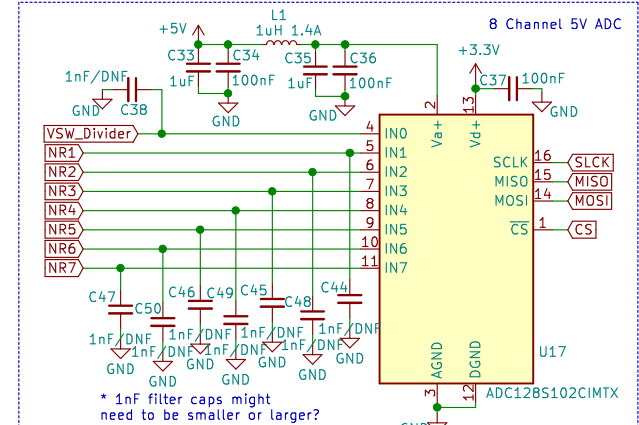 8 Channel 5V ADC
L1
1uH 1.4A
+5V
C33
C34
C35
C36
1uF
100nF
1uF
100nF
GND
GND
+3.3V
C37
100nF
GND
1nF/DNF
GND
C38
2
13
Va+
Vd+
VSW_Divider
4
IN0
NR1
5
IN1
NR2
6
IN2
NR3
7
IN3
NR4
8
IN4
NR5
9
IN5
NR6
10
IN6
NR7
11
IN7
SCLK
16
SLCK
MISO
15
MISO
MOSI
14
MOSI
CS
1
CS
C47
C50
C46
C49
C45
C48
C44
1nF/DNF
1nF/DNF
1nF/DNF
1nF/DNF
1nF/DNF
1nF/DNF
1nF/DNF
GND
GND
GND
GND
GND
GND
GND
AGND
DGND
3
12
U17
ADC128S102CIMTX
GND
* 1nF filter caps might
need to be smaller or larger?